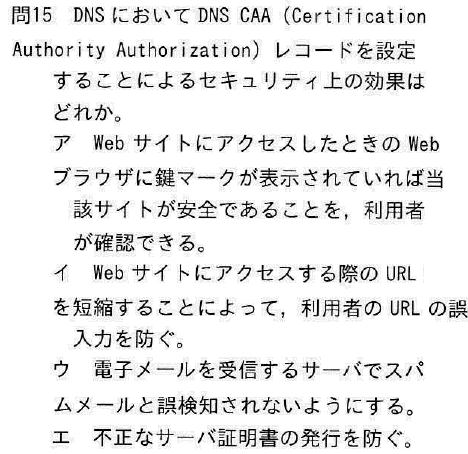 問15 DNS において DNS CAA (Certification
Authority Authorization) レコードを設定
することによるセキュリティ上の効果は
どれか。
ア Web サイトにアクセスしたときの Web
ブラウザに鍵マークが表示されていれば当
該サイトが安全であることを，利用者
が確認できる。
イ Web サイトにアクセスする際の URL
を短縮することによって，利用者の URL の誤
入力を防ぐ。
ウ 電子メールを受信するサーバでスパ
ムメールと誤検知されないようにする。
エ 不正なサーバ証明書の発行を防ぐ。